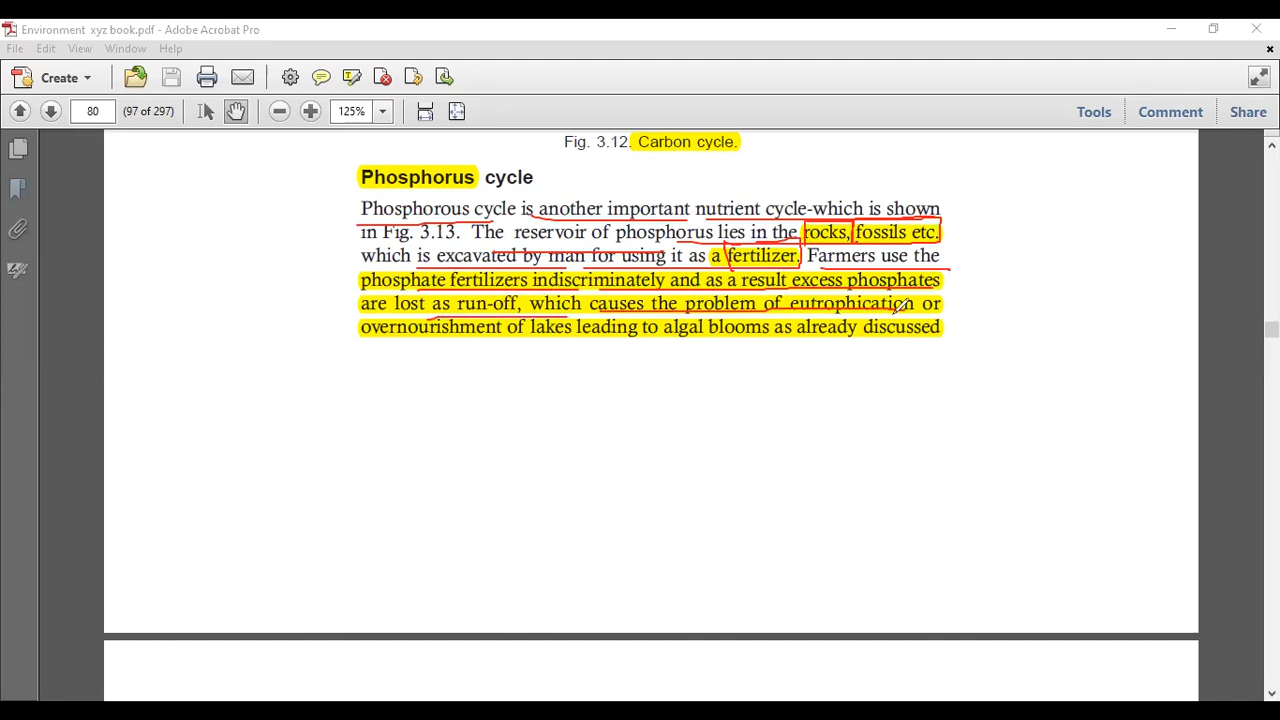 Environment xyz book.pdf - Adobe Acrobat Pro
File Edit View Window Help
Create
80 (97 of 297) 125% Tools Comment Share
Fig. 3.12. Carbon cycle.
Phosphorus cycle
Phosphorous cycle is another important nutrient cycle-which is shown
in Fig. 3.13. The reservoir of phosphorus lies in the rocks, fossils etc.
which is excavated by man for using it as a fertilizer. Farmers use the
phosphate fertilizers indiscriminately and as a result excess phosphates
are lost as run-off, which causes the problem of eutrophication or
overnourishment of lakes leading to algal blooms as already discussed